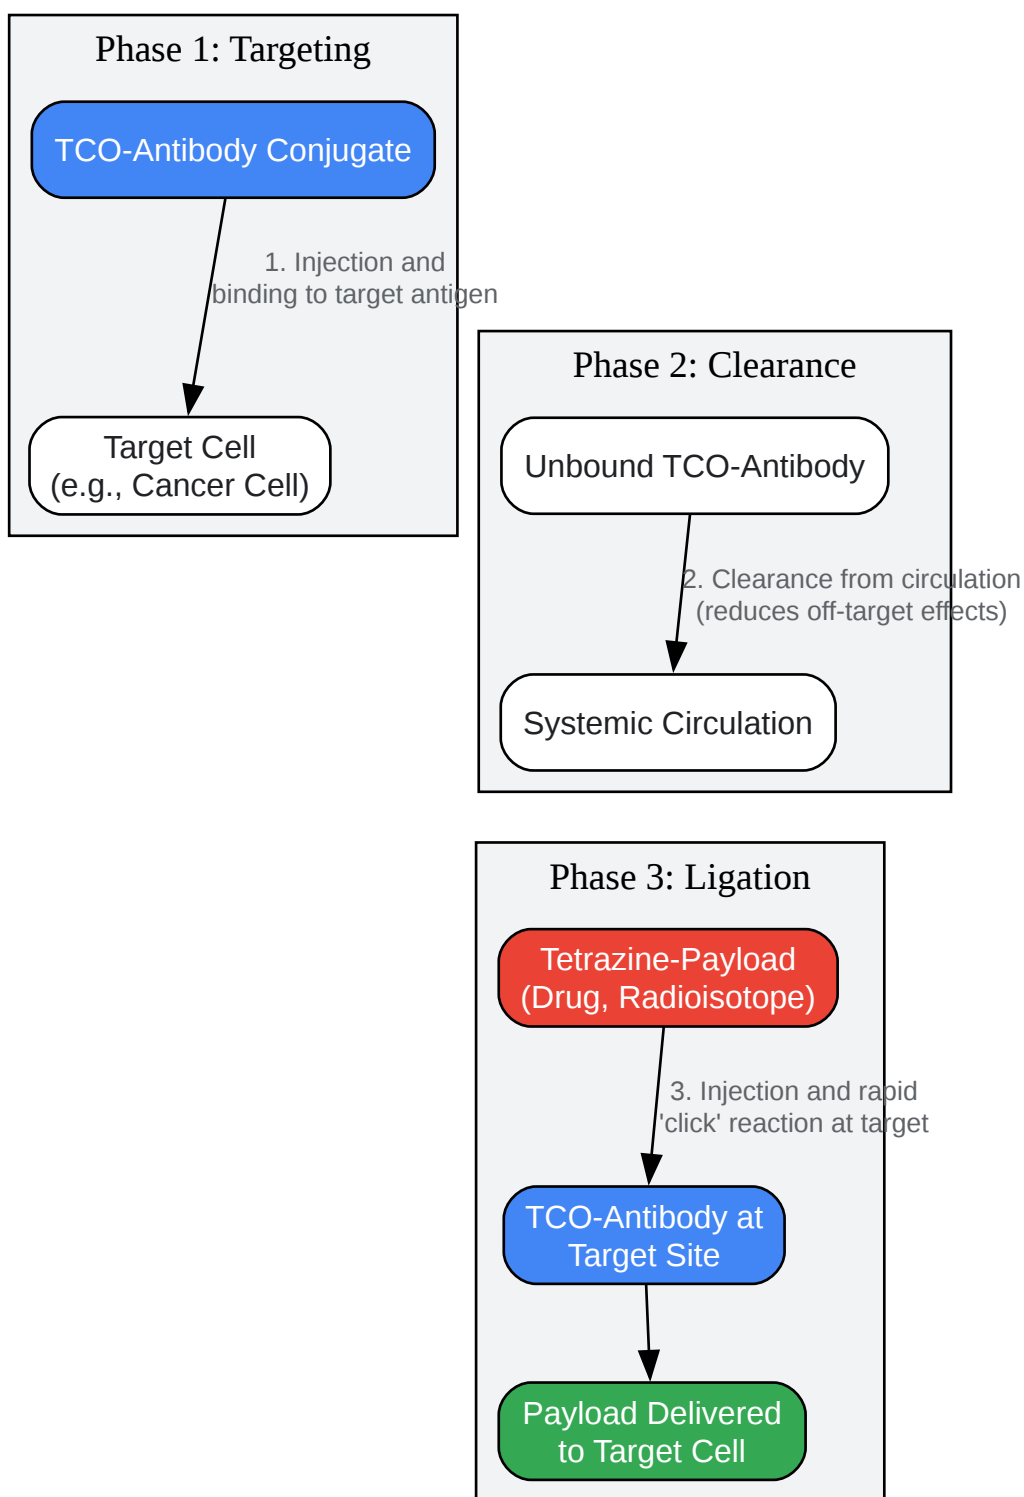 Phase 1: Targeting
TCO-Antibody Conjugate
1. Injection and
binding to target antigen
Target Cell
(e.g., Cancer Cell)
Phase 2: Clearance
Unbound TCO-Antibody
2. Clearance from circulation
(reduces off-target effects)
Systemic Circulation
Phase 3: Ligation
Tetrazine-Payload
(Drug, Radioisotope)
3. Injection and rapid
'click' reaction at target
TCO-Antibody at
Target Site
Payload Delivered
to Target Cell